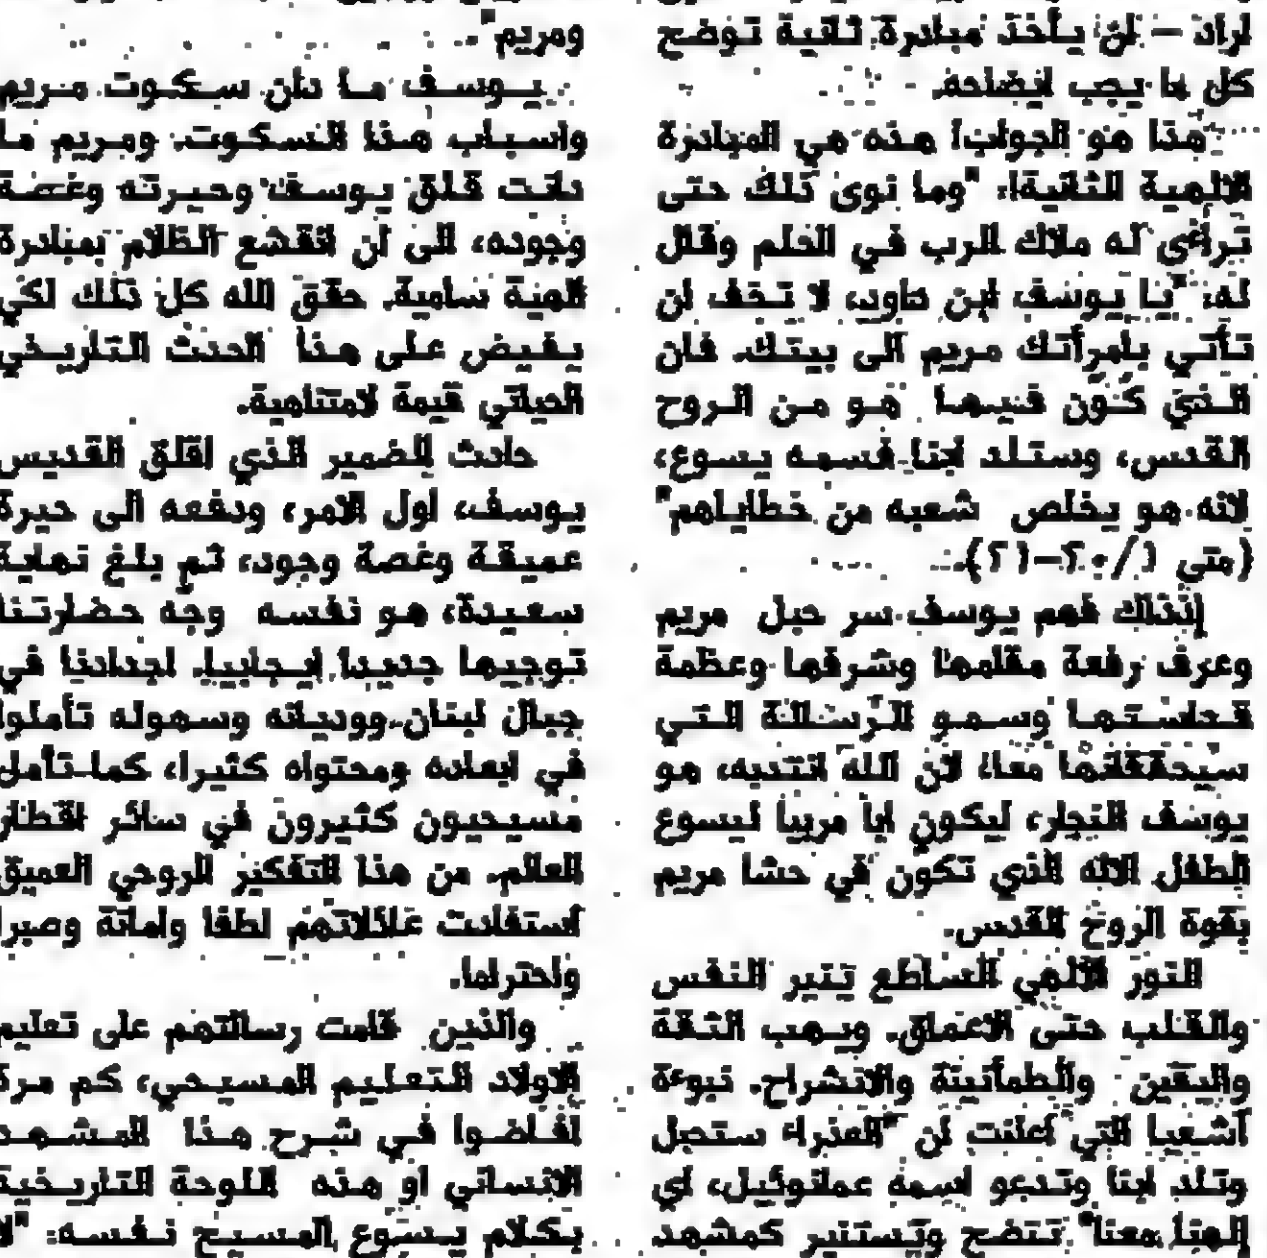 اراد – لن يأخذ مبادرة ثانية توضح
كل ما يجب ايضاحه.
هذا هو الجواب! هذه هي المبادرة
الالهية الثانية!. "وما نوى ذلك حتى
تراءى له ملاك الرب في الحلم وقال
له: "يا يوسف ابن داود، لا تخف ان
تأتي بامرأتك مريم الى بيتك. فان
الذي كُوّن فيها هو من الروح
القدس، وستلد ابنا فسمه يسوع،
لانه هو يخلص شعبه من خطاياهم"
(متى ١/٢٠-٢١).
إنذاك فهم يوسف سر حبل مريم
وعرف رفعة مقامها وشرفها وعظمة
قداستها وسمو الرسالة التي
سيحققانها معا، لان الله انتدبه، هو
يوسف النجار، ليكون ابا مربيا ليسوع
الطفل الاله الذي تكون في حشا مريم
بقوة الروح القدس.
النور الالهي الساطع ينير النفس
والقلب حتى الاعماق. ويهب الثقة
واليقين والطمأنينة والانشراح. نبوءة
أشعيا التي أعلنت ان "العذراء ستحبل
وتلد ابنا وتدعو اسمه عمانوئيل، اي
الهنا معنا" تتضح وتستنير كمشهد
ومريم".
يوسف ما دان سكوت مريم
واسباب هذا السكوت. ومريم ما
دانت قلق يوسف وحيرته وغصة
وجوده، الى ان انقشع الظلام بمبادرة
الهية سامية. حقق الله كل ذلك لكي
يفيض على هذا الحدث التاريخي
الحياتي قيمة لامتناهية.
حادث الضمير الذي اقلق القديس
يوسف، اول الامر، ودفعه الى حيرة
عميقة وغصة وجود، ثم بلغ نهاية
سعيدة، هو نفسه وجه حضارتنا
توجيها جديدا ايجابيا. اجدادنا في
جبال لبنان ووديانه وسهوله تأملوا
في ابعاده ومحتواه كثيرا، كما تأمل
مسيحيون كثيرون في سائر اقطار
العالم. من هذا التفكير الروحي العميق
استفادت عائلاتهم لطفا وامانة وصبرا
واحتراما.
والذين قامت رسالتهم على تعليم
الاولاد التعليم المسيحي، كم مرة
افاضوا في شرح هذا المشهد
الانساني او هذه اللوحة التاريخية
بكلام يسوع المسيح نفسه: "لا